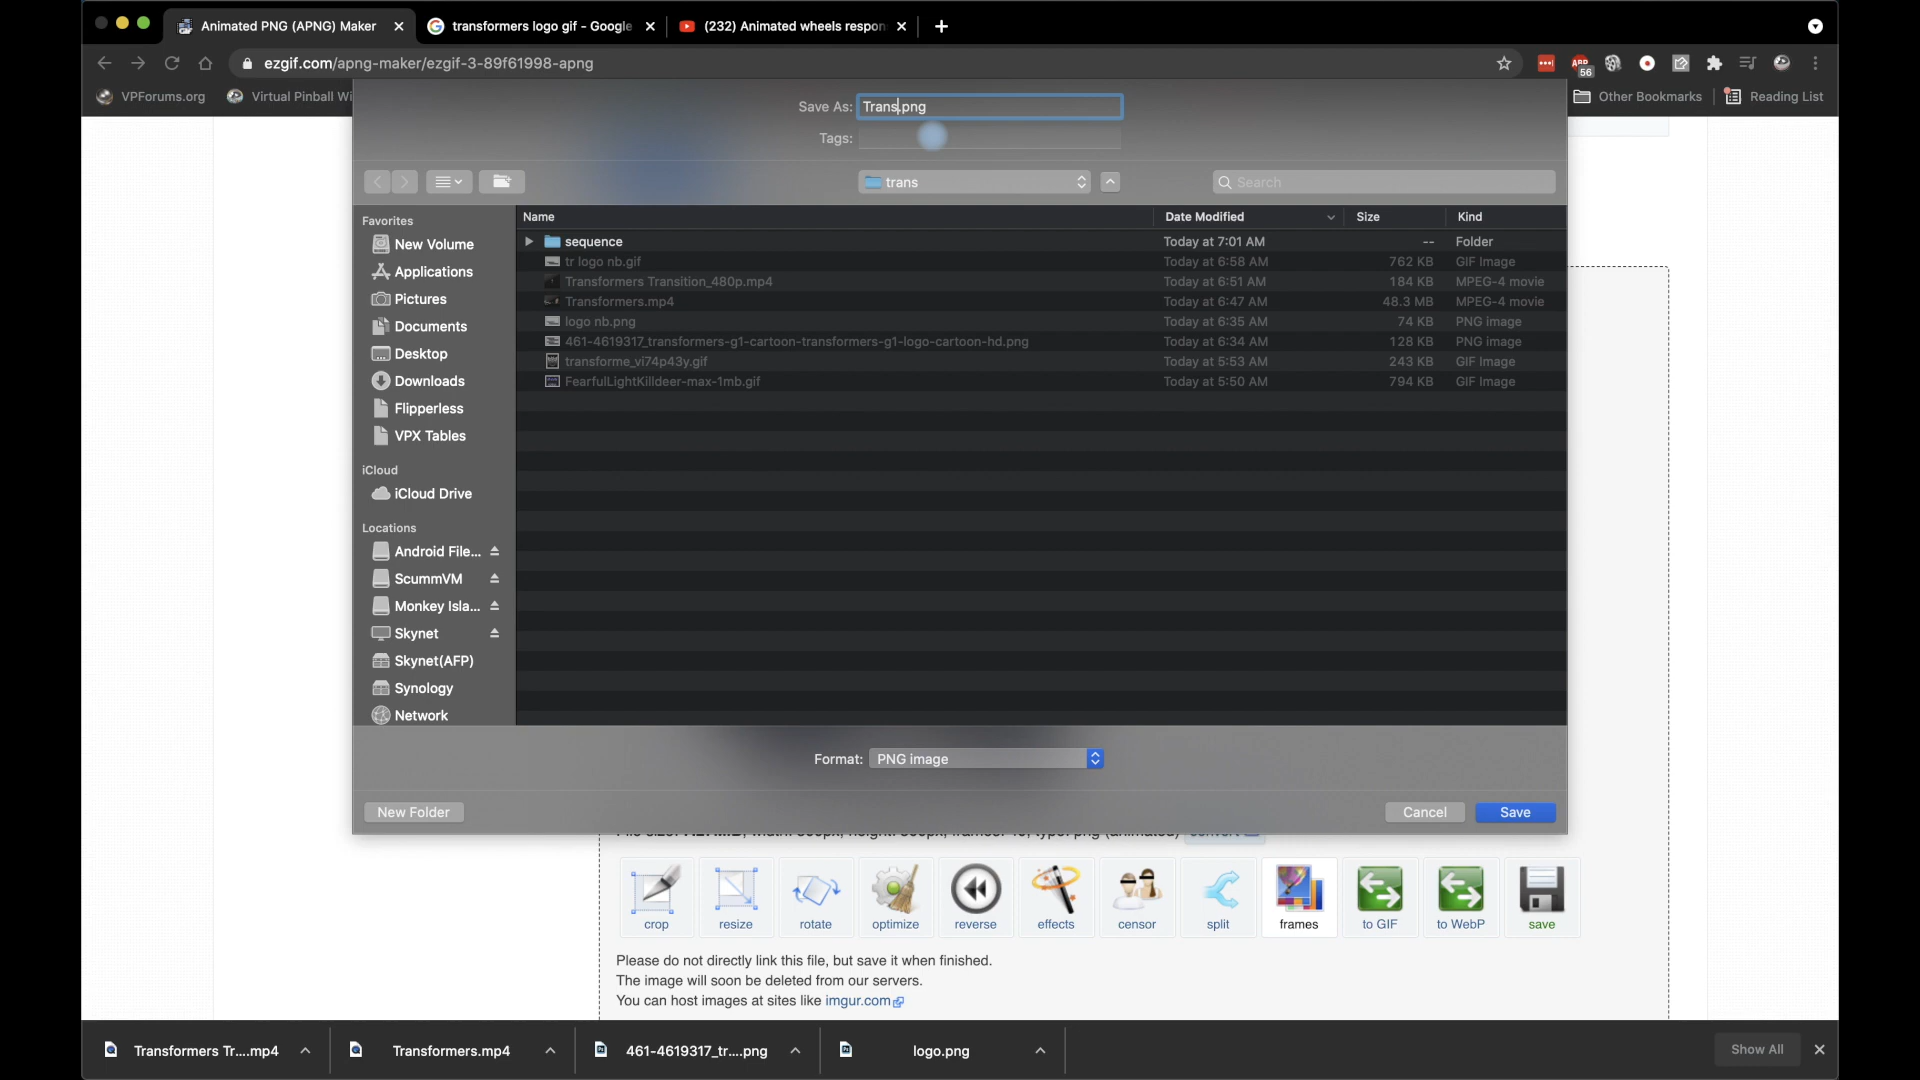 Animated PNG (APNG) Maker
transformers logo gif - Google
(232) Animated wheels respon
ezgif.com/apng-maker/ezgif-3-89f61998-apng
56
VPForums.org
Virtual Pinball Wi
Other Bookmarks
Reading List
Save As: Trans.png
Tags:
trans
Search
Name Date Modified Size Kind
sequence Today at 7:01 AM -- Folder
tr logo nb.gif Today at 6:58 AM 762 KB GIF Image
Transformers Transition_480p.mp4 Today at 6:51 AM 184 KB MPEG-4 movie
Transformers.mp4 Today at 6:47 AM 48.3 MB MPEG-4 movie
logo nb.png Today at 6:35 AM 74 KB PNG image
461-4619317_transformers-g1-cartoon-transformers-g1-logo-cartoon-hd.png Today at 6:34 AM 128 KB PNG image
transforme_vi74p43y.gif Today at 5:53 AM 243 KB GIF Image
FearfulLightKilldeer-max-1mb.gif Today at 5:50 AM 794 KB GIF Image
Favorites
New Volume
Applications
Pictures
Documents
Desktop
Downloads
Flipperless
VPX Tables
iCloud
iCloud Drive
Locations
Android File...
ScummVM
Monkey Isla...
Skynet
Skynet(AFP)
Synology
Network
Format: PNG image
New Folder
Cancel
Save
crop
resize
rotate
optimize
reverse
effects
censor
split
frames
to GIF
to WebP
save
Please do not directly link this file, but save it when finished.
The image will soon be deleted from our servers.
You can host images at sites like imgur.com
Transformers Tr....mp4
Transformers.mp4
461-4619317_tr....png
logo.png
Show All